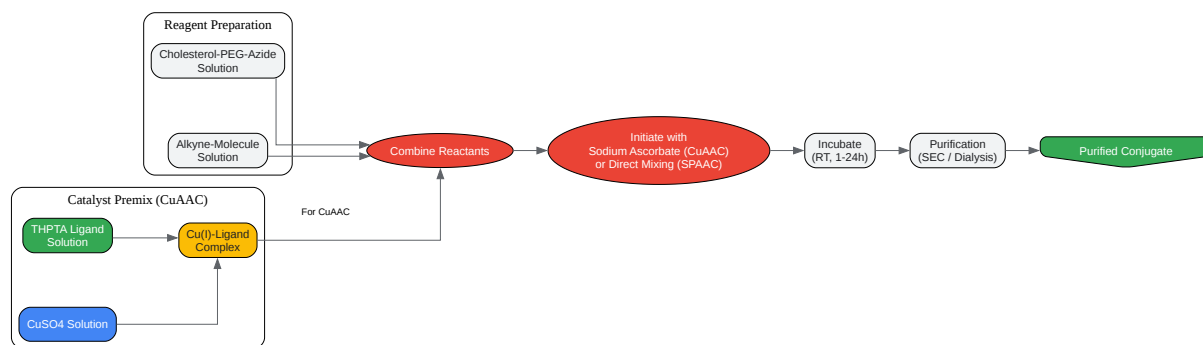 Reagent Preparation
Cholesterol-PEG-Azide
Solution
Alkyne-Molecule
Solution
Catalyst Premix (CuAAC)
THPTA Ligand
Solution
Cu(I)-Ligand
Complex
CuSO4 Solution
For CuAAC
Combine Reactants
Initiate with
Sodium Ascorbate (CuAAC)
or Direct Mixing (SPAAC)
Incubate
(RT, 1-24h)
Purification
(SEC / Dialysis)
Purified Conjugate